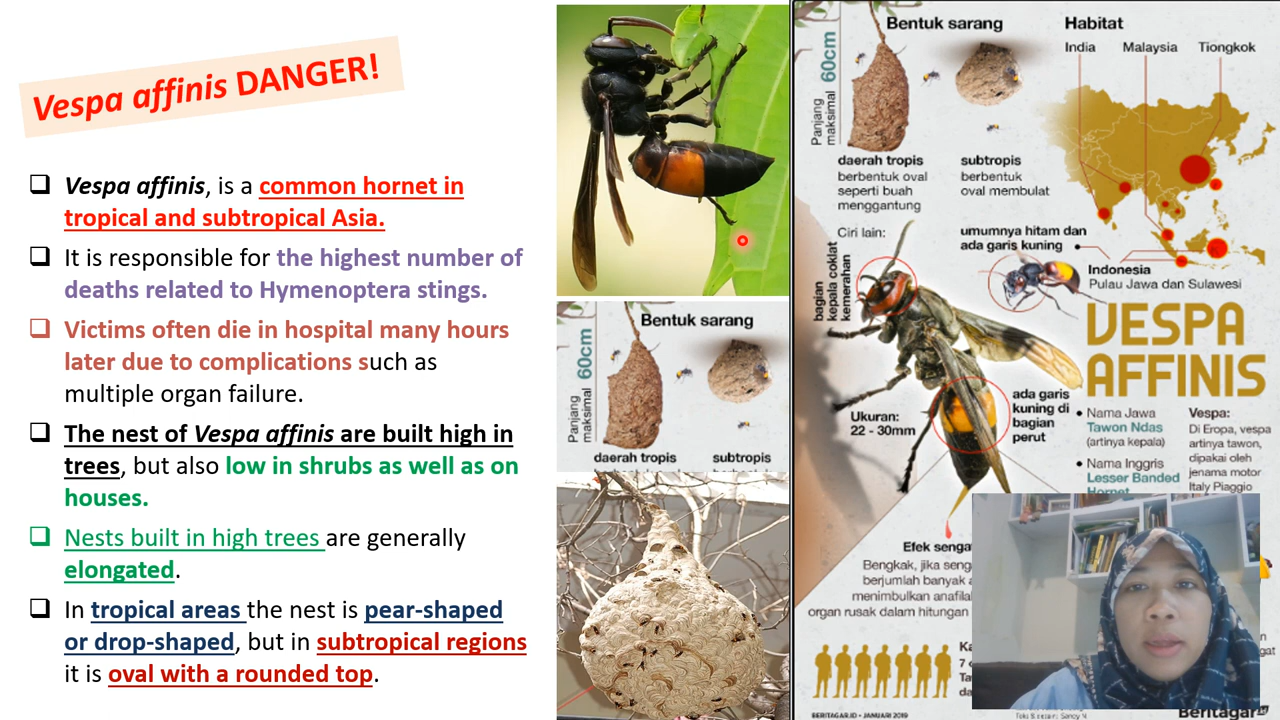 Vespa affinis DANGER!
Vespa affinis, is a common hornet in
tropical and subtropical Asia.
It is responsible for the highest number of
deaths related to Hymenoptera stings.
Victims often die in hospital many hours
later due to complications such as
multiple organ failure.
The nest of Vespa affinis are built high in
trees, but also low in shrubs as well as on
houses.
Nests built in high trees are generally
elongated.
In tropical areas the nest is pear-shaped
or drop-shaped, but in subtropical regions
it is oval with a rounded top.
Bentuk sarang
Panjang
maksimal 60cm
daerah tropis
subtropis
Bentuk sarang
Panjang
maksimal 60cm
daerah tropis
berbentuk oval
seperti buah
menggantung
subtropis
berbentuk
oval membulat
Habitat
India
Malaysia
Tiongkok
Ciri lain:
umumnya hitam dan
ada garis kuning
bagian
kepala coklat
kemerahan
Indonesia
Pulau Jawa dan Sulawesi
VESPA
AFFINIS
Ukuran:
22 - 30mm
ada garis
kuning di
bagian
perut
Nama Jawa
Tawon Ndas
(artinya kepala)
Nama Inggris
Lesser Banded
Hornet
Vespa:
Di Eropa, vespa
artinya tawon,
dipakai oleh
jenama motor
Italy Piaggio
Efek
Bengkak, jika
berjumlah banyak
menimbulkan
organ rusak dalam hitungan
7
BERITAGAR.ID - JANUARI 2019
Beritagar